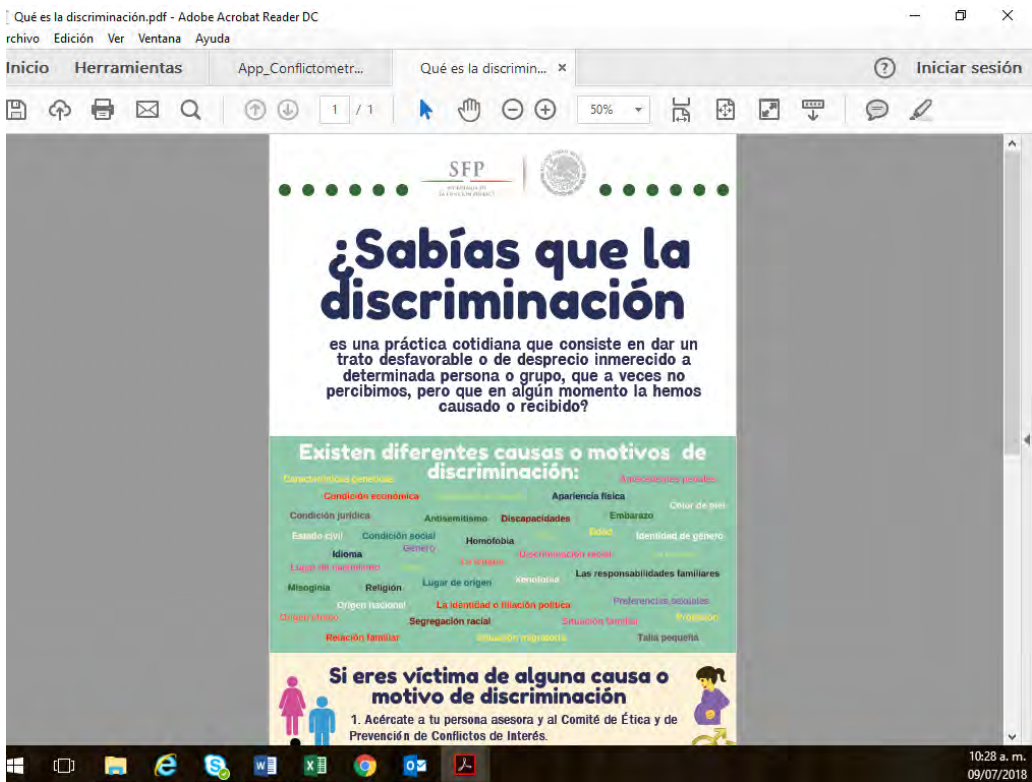 Qué es la discriminación.pdf - Adobe Acrobat Reader DC
rchivo Edición Ver Ventana Ayuda
Inicio Herramientas App_Conflictometr... Qué es la discrimin... × ? Iniciar sesión
1 / 1 50%
SFP
¿Sabías que la
discriminación
es una práctica cotidiana que consiste en dar un
trato desfavorable o de desprecio inmerecido a
determinada persona o grupo, que a veces no
percibimos, pero que en algún momento la hemos
causado o recibido?
Existen diferentes causas o motivos de
discriminación:
Características genéticas Antecedentes penales
Condición económica Apariencia física
Color de piel
Condición jurídica Antisemitismo Discapacidades Embarazo
Estado civil Condición social Homofobia Identidad de género
Idioma Género Discriminación racial
Lugar de nacimiento Las responsabilidades familiares
Misoginia Religión Lugar de origen Xenofobia
Origen nacional La identidad o filiación política Preferencias sexuales
Origen étnico Segregación racial Situación familiar Profesión
Relación familiar Situación migratoria Talla pequeña
Si eres víctima de alguna causa o
motivo de discriminación
1. Acércate a tu persona asesora y al Comité de Ética y de
Prevención de Conflictos de Interés.
10:28 a. m.
09/07/2018